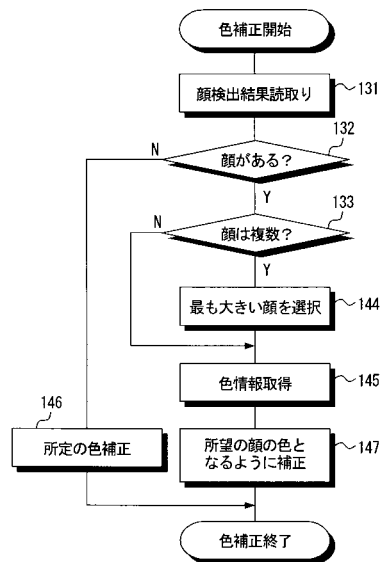 色補正開始
顔検出結果読取り
131
132
顔がある?
N
Y
133
顔は複数?
N
Y
最も大きい顔を選択
144
色情報取得
145
146
所定の色補正
所望の顔の色と
なるように補正
147
色補正終了